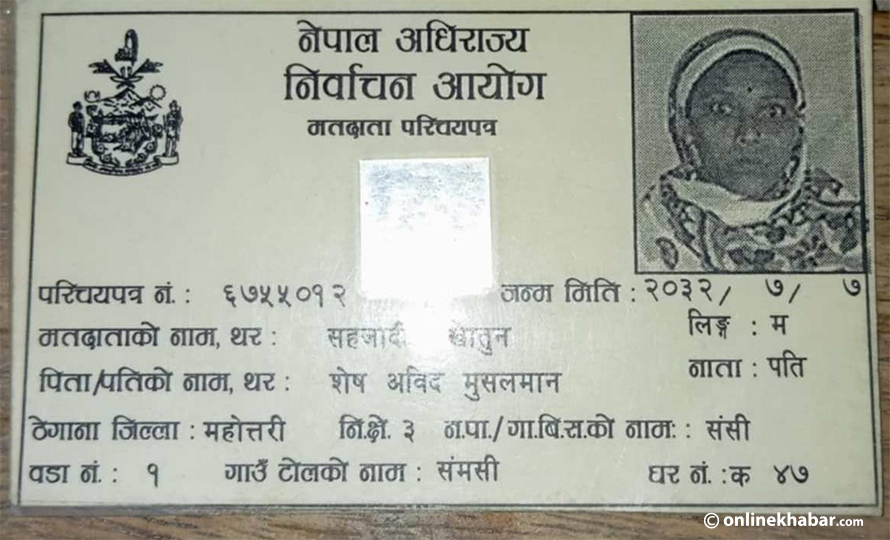 नेपाल अधिराज्य
निर्वाचन आयोग
मतदाता परिचयपत्र
परिचयपत्र नं. : ६७५५०१२ जन्म मिति : २०३२/ ७/ ७
मतदाताको नाम, थर : सहजादी खातुन लिङ्ग : म
पिता/पतिको नाम, थर : शेष अविद मुसलमान नाता : पति
ठेगाना जिल्ला : महोत्तरी नि.क्षे. ३ न.पा./गा.बि.स.को नाम: : संसी
वडा नं. : १ गाउँ टोलको नाम : संमसी घर नं. :क ४७
© onlinekhabar.com